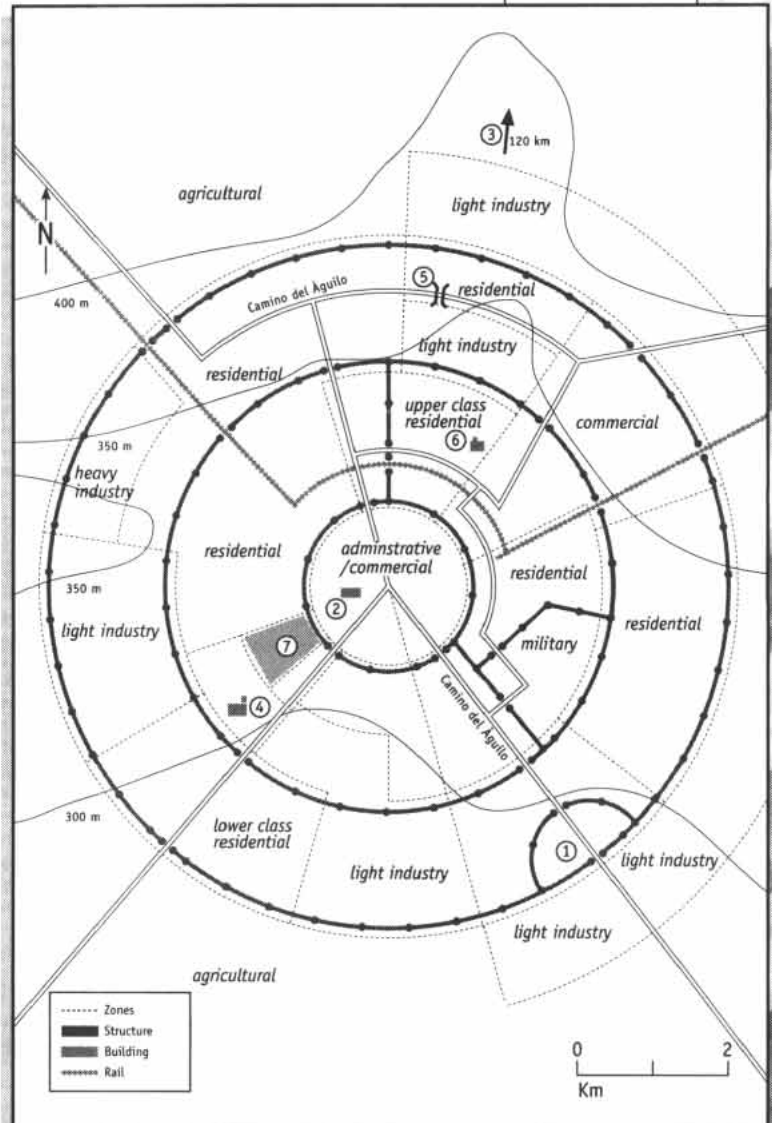 3
120 km
agricultural
light industry
N
400 m
Camino del Àguilo
5
residential
light industry
residential
upper class
residential
6
commercial
350 m
heavy
industry
residential
adminstrative
/commercial
2
residential
350 m
light industry
7
military
residential
4
Camino del Àguilo
300 m
lower class
residential
light industry
1
light industry
light industry
agricultural
Zones
Structure
Building
Rail
0
2
Km